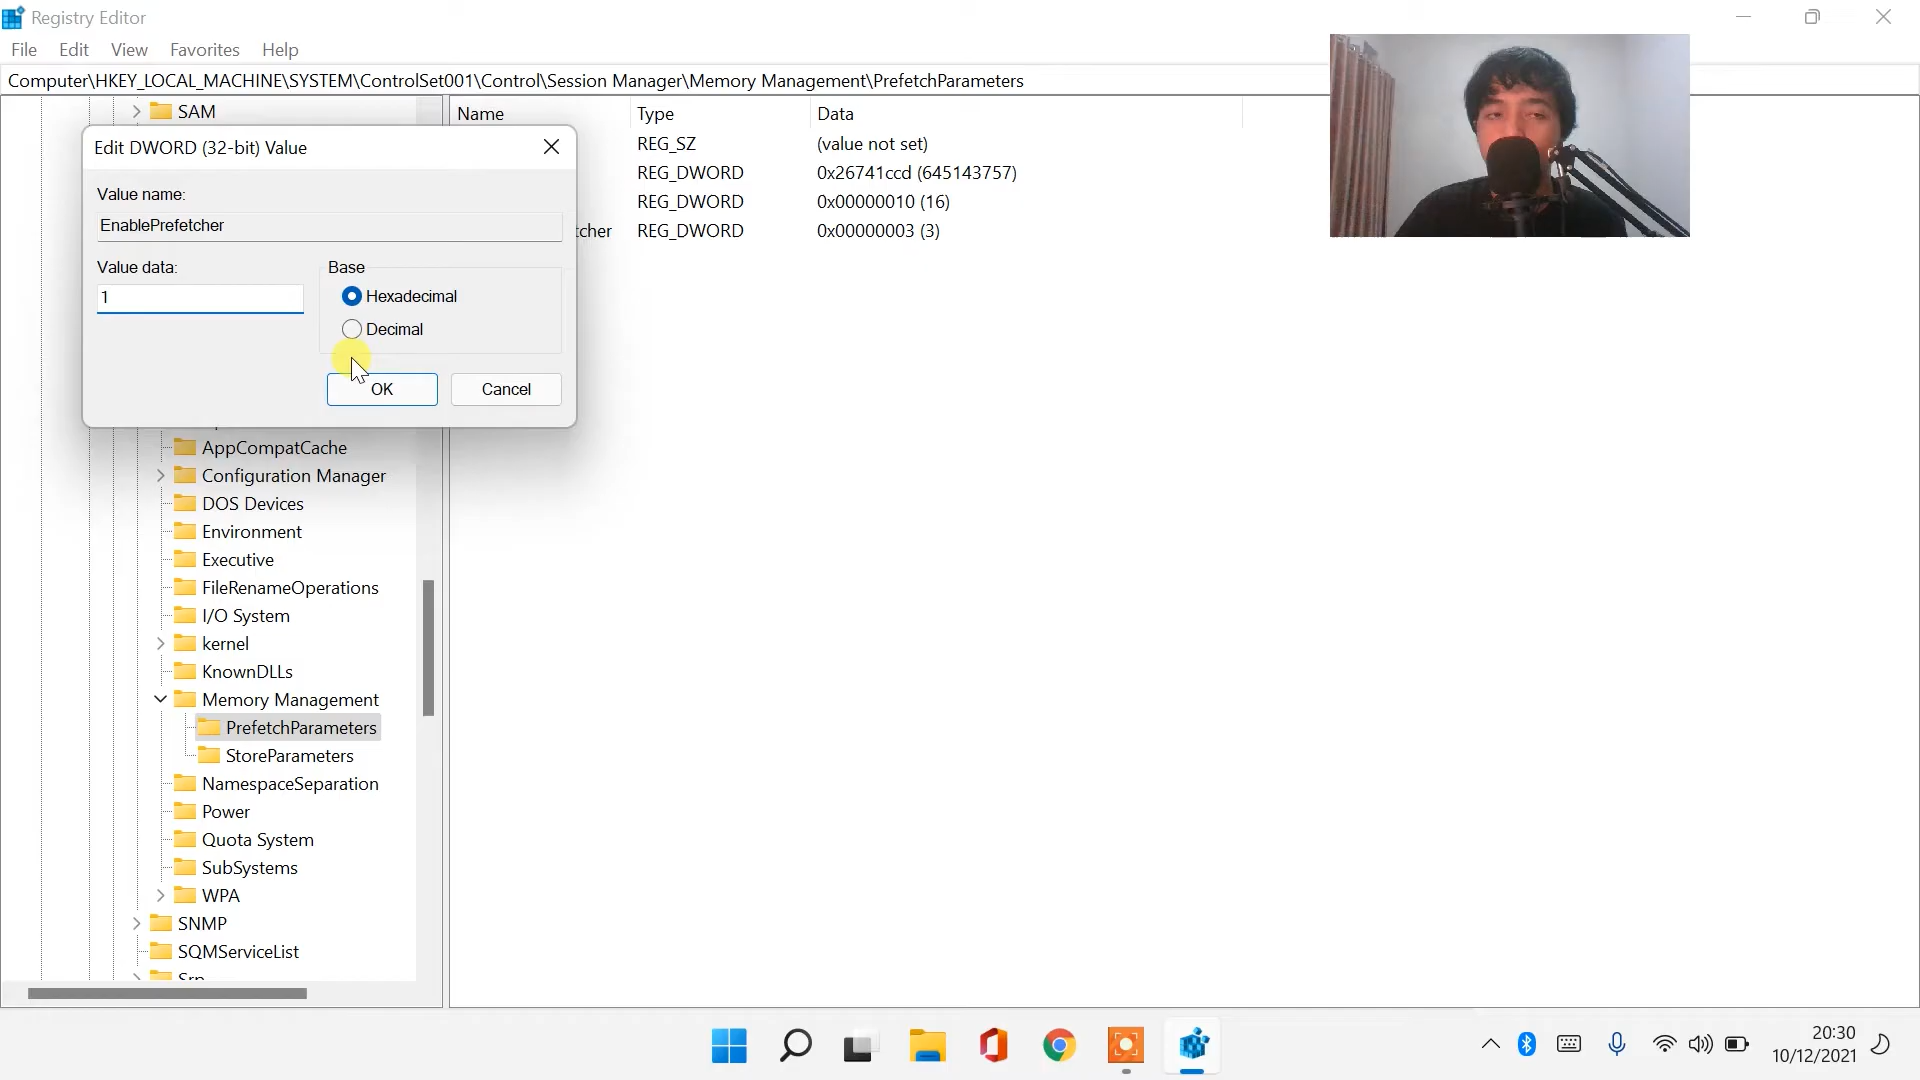 Registry Editor
File Edit View Favorites Help
Computer\HKEY_LOCAL_MACHINE\SYSTEM\ControlSet001\Control\Session Manager\Memory Management\PrefetchParameters
SAM
Name Type Data
REG_SZ (value not set)
REG_DWORD 0x26741ccd (645143757)
REG_DWORD 0x00000010 (16)
tcher REG_DWORD 0x00000003 (3)
Edit DWORD (32-bit) Value
Value name:
EnablePrefetcher
Value data:
1
Base
Hexadecimal
Decimal
OK Cancel
AppCompatCache
Configuration Manager
DOS Devices
Environment
Executive
FileRenameOperations
I/O System
kernel
KnownDLLs
Memory Management
PrefetchParameters
StoreParameters
NamespaceSeparation
Power
Quota System
SubSystems
WPA
SNMP
SQMServiceList
Srp
20:30
10/12/2021